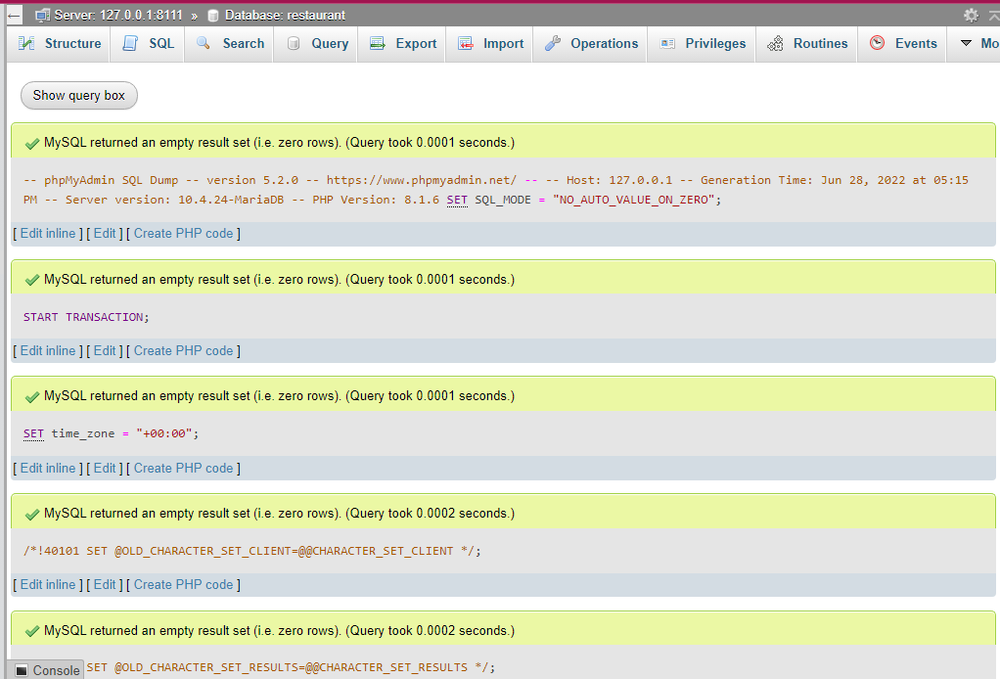 Server: 127.0.0.1:8111 » Database: restaurant
Structure SQL Search Query Export Import Operations Privileges Routines Events Mo
Show query box
MySQL returned an empty result set (i.e. zero rows). (Query took 0.0001 seconds.)
-- phpMyAdmin SQL Dump -- version 5.2.0 -- https://www.phpmyadmin.net/ -- -- Host: 127.0.0.1 -- Generation Time: Jun 28, 2022 at 05:15
PM -- Server version: 10.4.24-MariaDB -- PHP Version: 8.1.6 SET SQL_MODE = "NO_AUTO_VALUE_ON_ZERO";
[ Edit inline ] [ Edit ] [ Create PHP code ]
MySQL returned an empty result set (i.e. zero rows). (Query took 0.0001 seconds.)
START TRANSACTION;
[ Edit inline ] [ Edit ] [ Create PHP code ]
MySQL returned an empty result set (i.e. zero rows). (Query took 0.0001 seconds.)
SET time_zone = "+00:00";
[ Edit inline ] [ Edit ] [ Create PHP code ]
MySQL returned an empty result set (i.e. zero rows). (Query took 0.0002 seconds.)
/*!40101 SET @OLD_CHARACTER_SET_CLIENT=@@CHARACTER_SET_CLIENT */;
[ Edit inline ] [ Edit ] [ Create PHP code ]
MySQL returned an empty result set (i.e. zero rows). (Query took 0.0002 seconds.)
Console SET @OLD_CHARACTER_SET_RESULTS=@@CHARACTER_SET_RESULTS */;